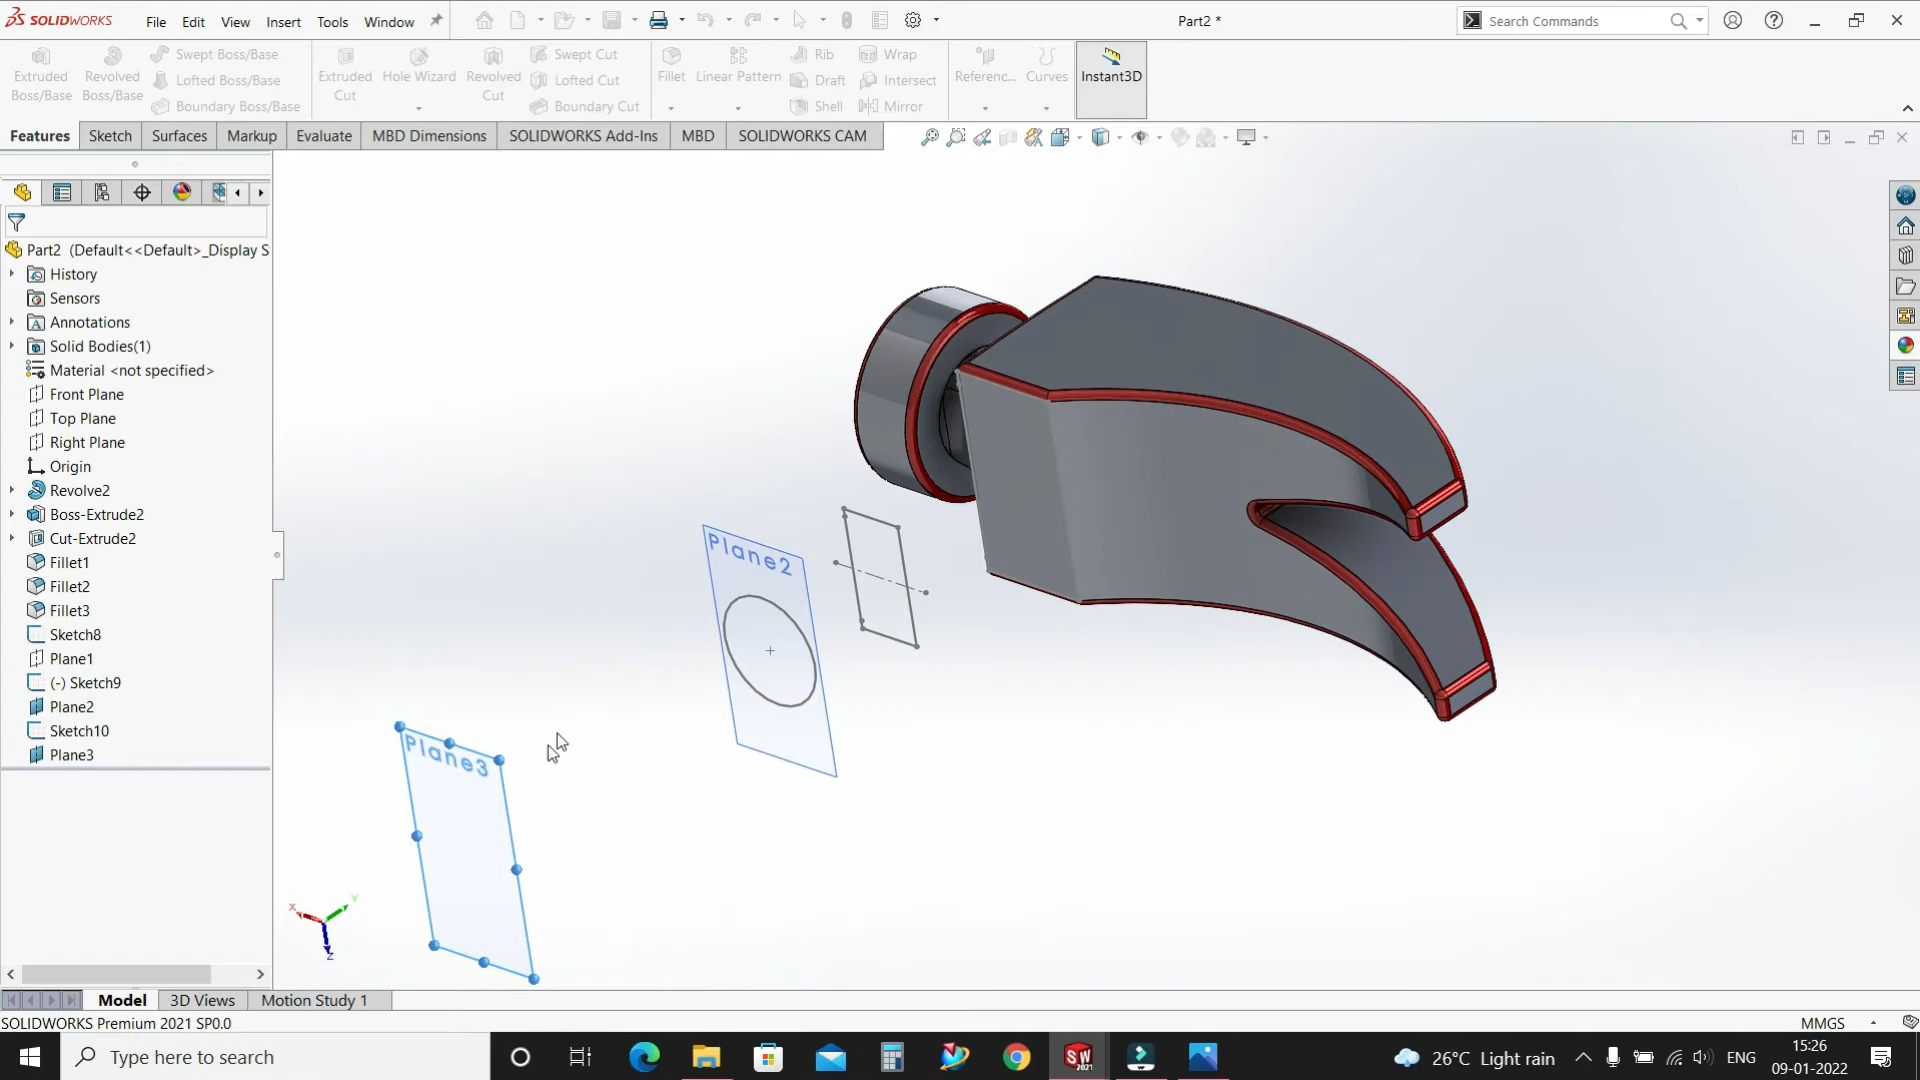 SOLIDWORKS File Edit View Insert Tools Window Part2 * Search Commands
Extruded Boss/Base Revolved Boss/Base Swept Boss/Base Lofted Boss/Base Boundary Boss/Base Extruded Cut Hole Wizard Revolved Cut Swept Cut Lofted Cut Boundary Cut Fillet Linear Pattern Rib Draft Shell Wrap Intersect Mirror Referenc... Curves Instant3D
Features Sketch Surfaces Markup Evaluate MBD Dimensions SOLIDWORKS Add-Ins MBD SOLIDWORKS CAM
Part2 (Default<<Default>_Display S
History
Sensors
Annotations
Solid Bodies(1)
Material <not specified>
Front Plane
Top Plane
Right Plane
Origin
Revolve2
Boss-Extrude2
Cut-Extrude2
Fillet1
Fillet2
Fillet3
Sketch8
Plane1
(-) Sketch9
Plane2
Sketch10
Plane3
Plane2
Plane3
X Y Z
Model 3D Views Motion Study 1
SOLIDWORKS Premium 2021 SP0.0 MMGS
Type here to search SW 2021 26°C Light rain ENG 15:26
09-01-2022